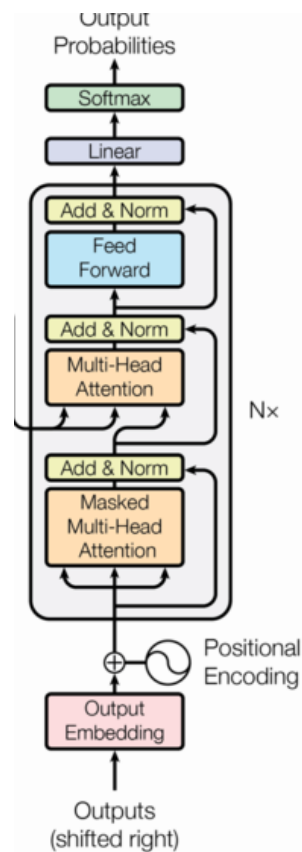 Output
Probabilities
Softmax
Linear
Add & Norm
Feed
Forward
Add & Norm
Multi-Head
Attention
N×
Add & Norm
Masked
Multi-Head
Attention
Positional
Encoding
Output
Embedding
Outputs
(shifted right)